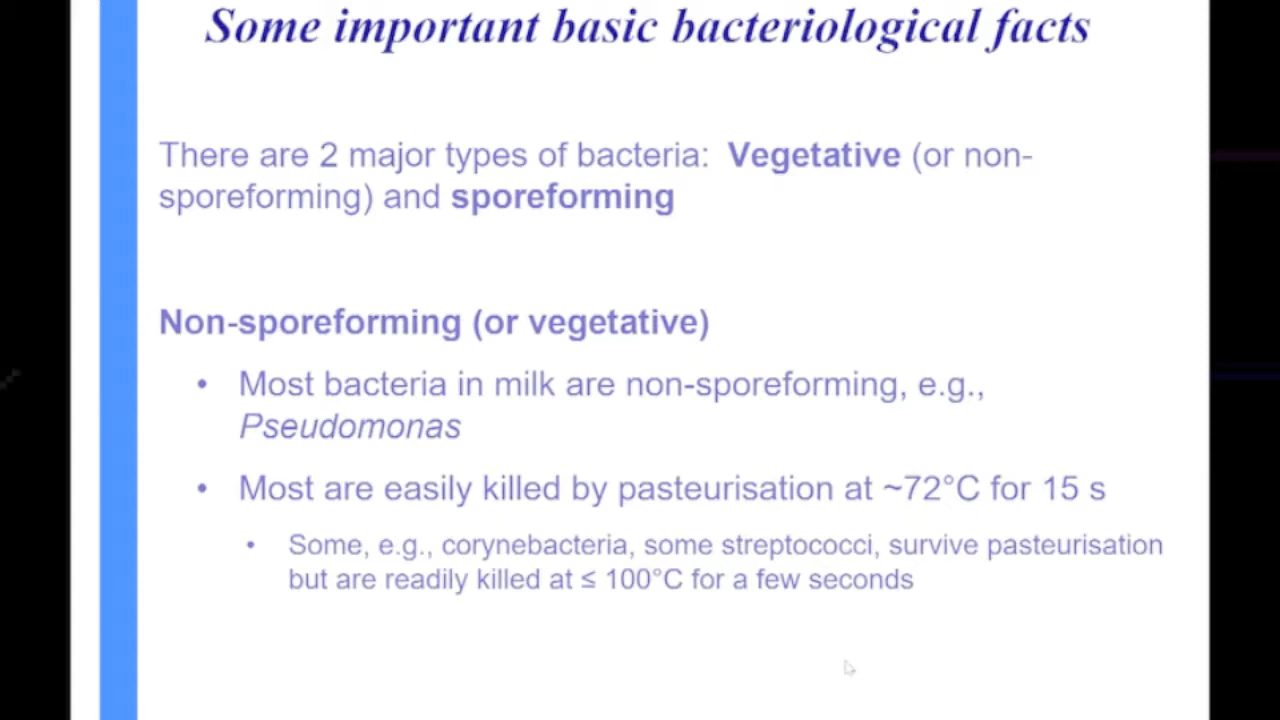 Some important basic bacteriological facts
There are 2 major types of bacteria: Vegetative (or non-
sporeforming) and sporeforming
Non-sporeforming (or vegetative)
• Most bacteria in milk are non-sporeforming, e.g.,
Pseudomonas
• Most are easily killed by pasteurisation at ~72°C for 15 s
• Some, e.g., corynebacteria, some streptococci, survive pasteurisation
but are readily killed at ≤ 100°C for a few seconds